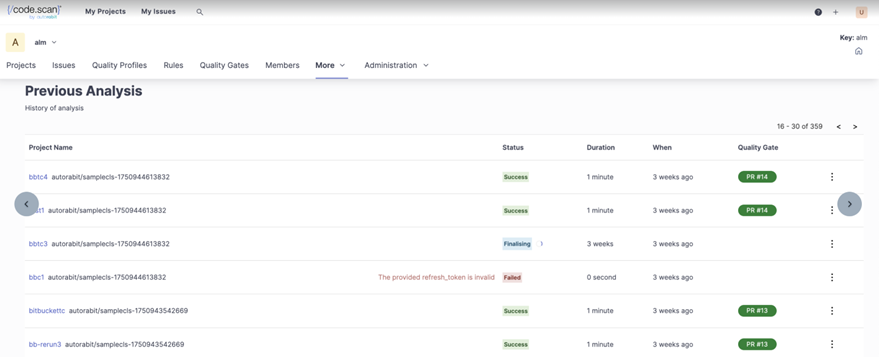 [/code.scan]° My Projects My Issues ? + U
by autorabit
A alm Key: alm
Projects Issues Quality Profiles Rules Quality Gates Members More Administration
Previous Analysis
History of analysis
16 - 30 of 359 < >
Project Name Status Duration When Quality Gate
bbtc4 autorabit/samplecls-1750944613832 Success 1 minute 3 weeks ago PR #14
t1 autorabit/samplecls-1750944613832 Success 1 minute 3 weeks ago PR #14
bbtc3 autorabit/samplecls-1750944613832 Finalising 3 weeks 3 weeks ago
bbc1 autorabit/samplecls-1750944613832 The provided refresh_token is invalid Failed 0 second 3 weeks ago
bitbuckettc autorabit/samplecls-1750943542669 Success 1 minute 3 weeks ago PR #13
bb-rerun3 autorabit/samplecls-1750943542669 Success 1 minute 3 weeks ago PR #13